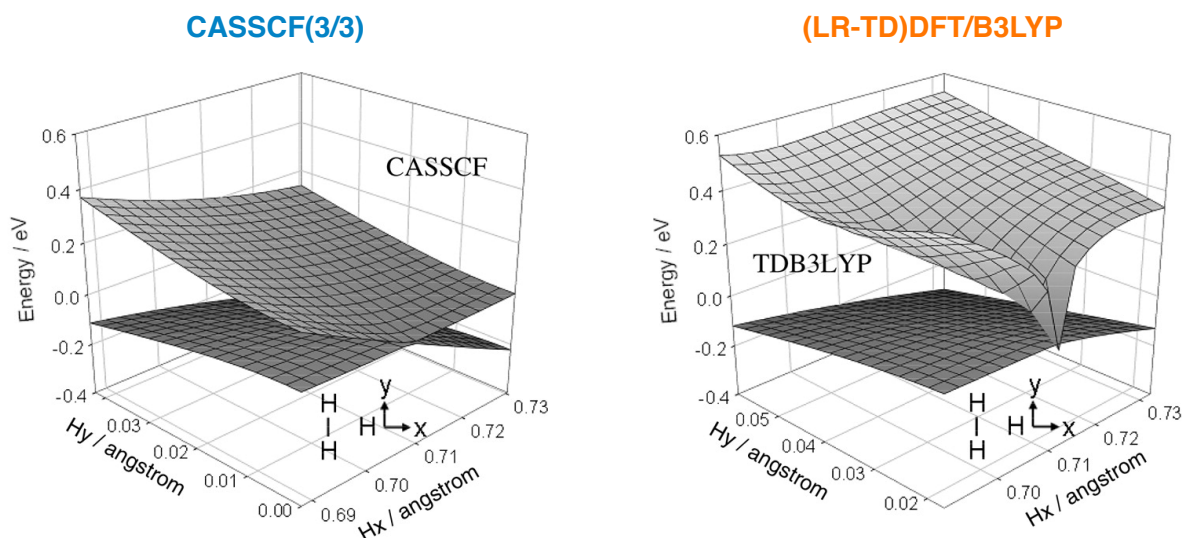 CASSCF(3/3)
0.6
0.4
0.2
0.0
-0.2
-0.4
Energy / eV
CASSCF
0.03
0.02
0.01
0.00
Hy / angstrom
0.69
0.70
0.71
0.72
0.73
Hx / angstrom
H
H
H
y
x
(LR-TD)DFT/B3LYP
0.6
0.4
0.2
0.0
-0.2
-0.4
Energy / eV
TDB3LYP
0.05
0.04
0.03
0.02
Hy / angstrom
0.70
0.71
0.72
0.73
Hx / angstrom
H
H
H
y
x